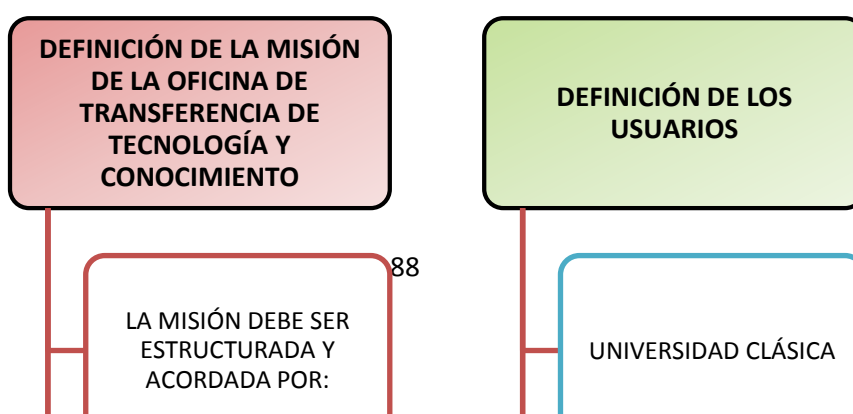 DEFINICIÓN DE LA MISIÓN
DE LA OFICINA DE
TRANSFERENCIA DE
TECNOLOGÍA Y
CONOCIMIENTO
DEFINICIÓN DE LOS
USUARIOS
88
LA MISIÓN DEBE SER
ESTRUCTURADA Y
ACORDADA POR:
UNIVERSIDAD CLÁSICA